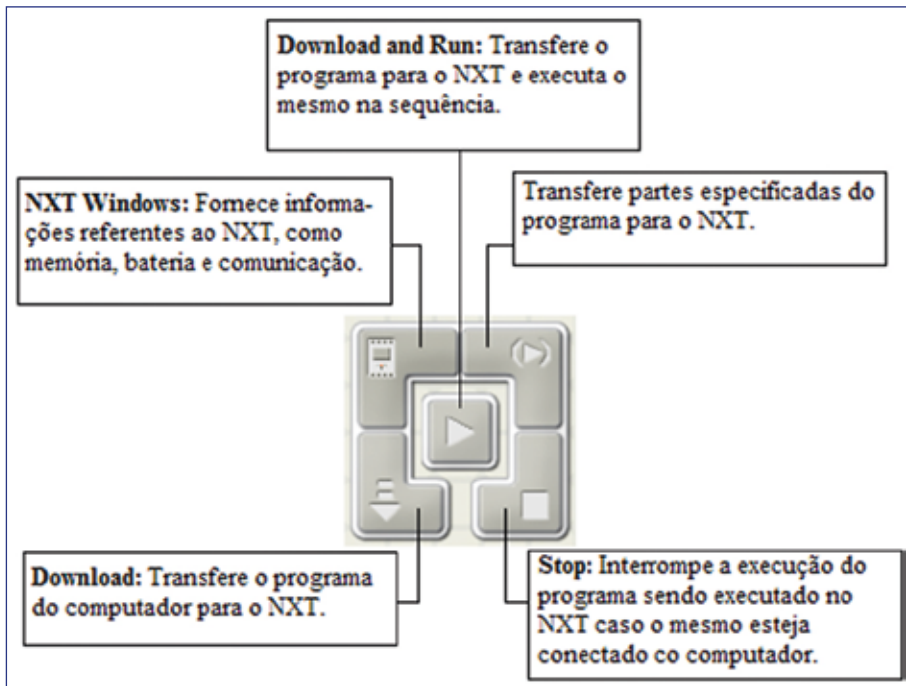 Download and Run: Transfere o
programa para o NXT e executa o
mesmo na sequência.
NXT Windows: Fornece informa-
ções referentes ao NXT, como
memória, bateria e comunicação.
Transfere partes especificadas do
programa para o NXT.
Download: Transfere o programa
do computador para o NXT.
Stop: Interrompe a execução do
programa sendo executado no
NXT caso o mesmo esteja
conectado co computador.